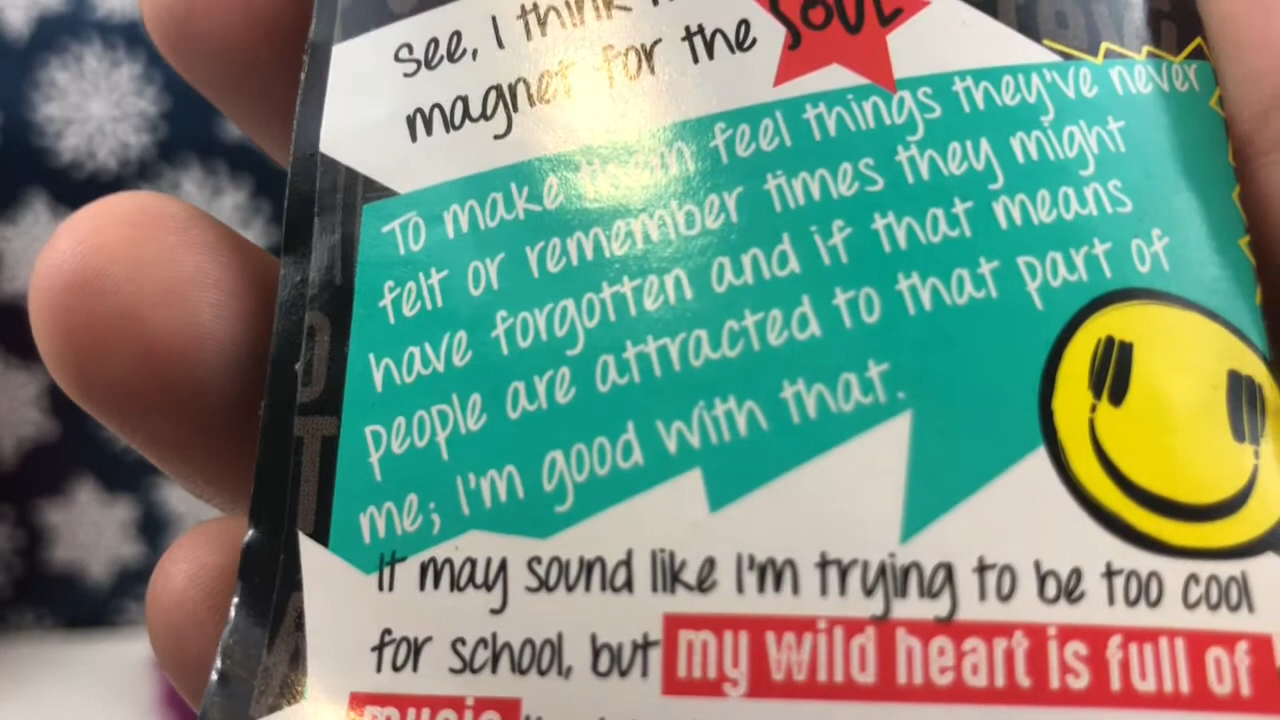 See, I think
magnet for the SOUL
To make them feel things they've never
felt or remember times they might
have forgotten and if that means
people are attracted to that part of
me; I'm good with that.
It may sound like I'm trying to be too cool
for school, but my wild heart is full of
music